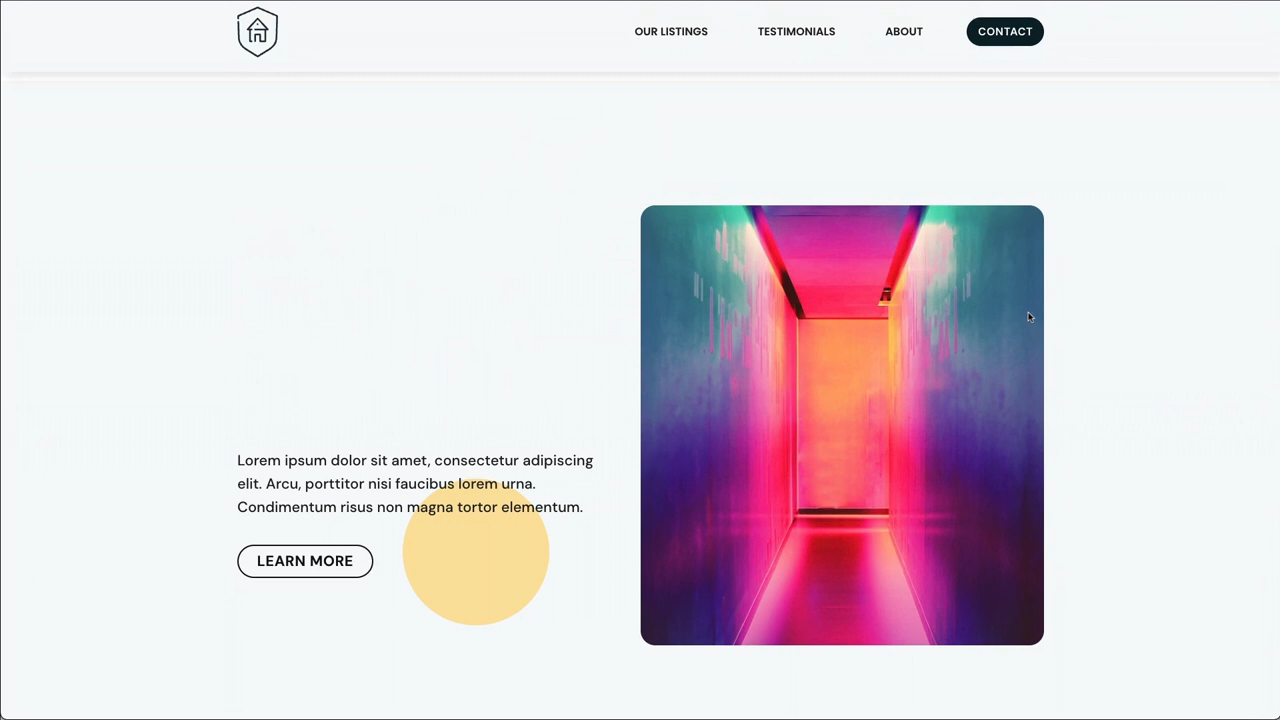 OUR LISTINGS
TESTIMONIALS
ABOUT
CONTACT
Lorem ipsum dolor sit amet, consectetur adipiscing
elit. Arcu, porttitor nisi faucibus lorem urna.
Condimentum risus non magna tortor elementum.
LEARN MORE